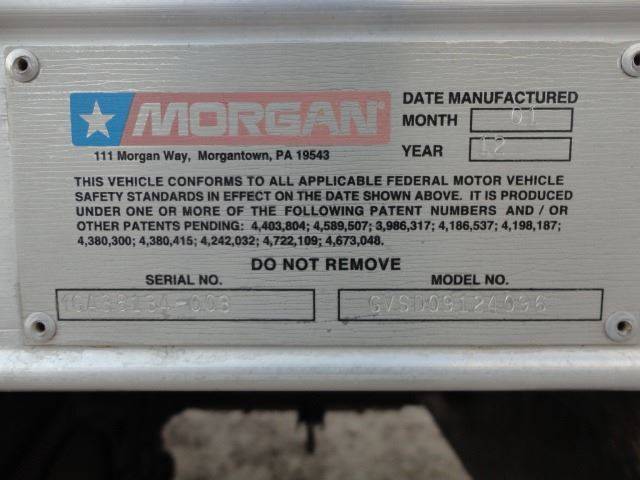 MORGAN®
111 Morgan Way, Morgantown, PA 19543
DATE MANUFACTURED
MONTH 01
YEAR 12
THIS VEHICLE CONFORMS TO ALL APPLICABLE FEDERAL MOTOR VEHICLE
SAFETY STANDARDS IN EFFECT ON THE DATE SHOWN ABOVE. IT IS PRODUCED
UNDER ONE OR MORE OF THE FOLLOWING PATENT NUMBERS AND / OR
OTHER PATENTS PENDING: 4,403,804; 4,589,507; 3,986,317; 4,186,537; 4,198,187;
4,380,300; 4,380,415; 4,242,032; 4,722,109; 4,673,048.
DO NOT REMOVE
SERIAL NO. MODEL NO.
GVSD09124096